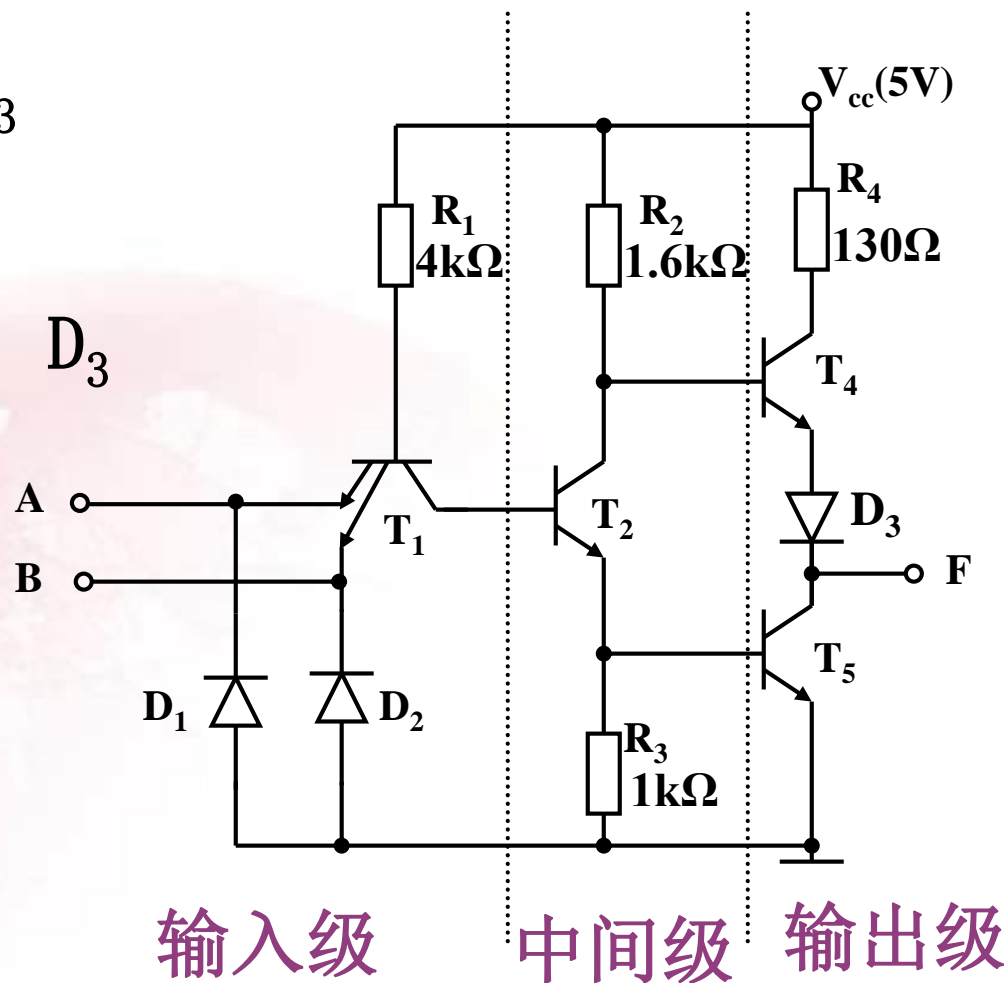 3
D₃
V_cc(5V)
R₁
4kΩ
R₂
1.6kΩ
R₄
130Ω
T₄
A
T₁
T₂
D₃
B
F
T₅
D₁
D₂
R₃
1kΩ
输入级
中间级
输出级